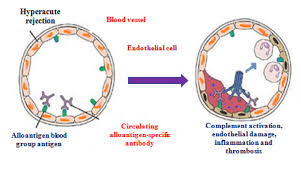 Hyperacute
rejection
Blood vessel
Endothelial cell
Alloantigen blood
group antigen
Circulating
alloantigen-specific
antibody
Complement activation,
endothelial damage,
inflammation and
thrombosis